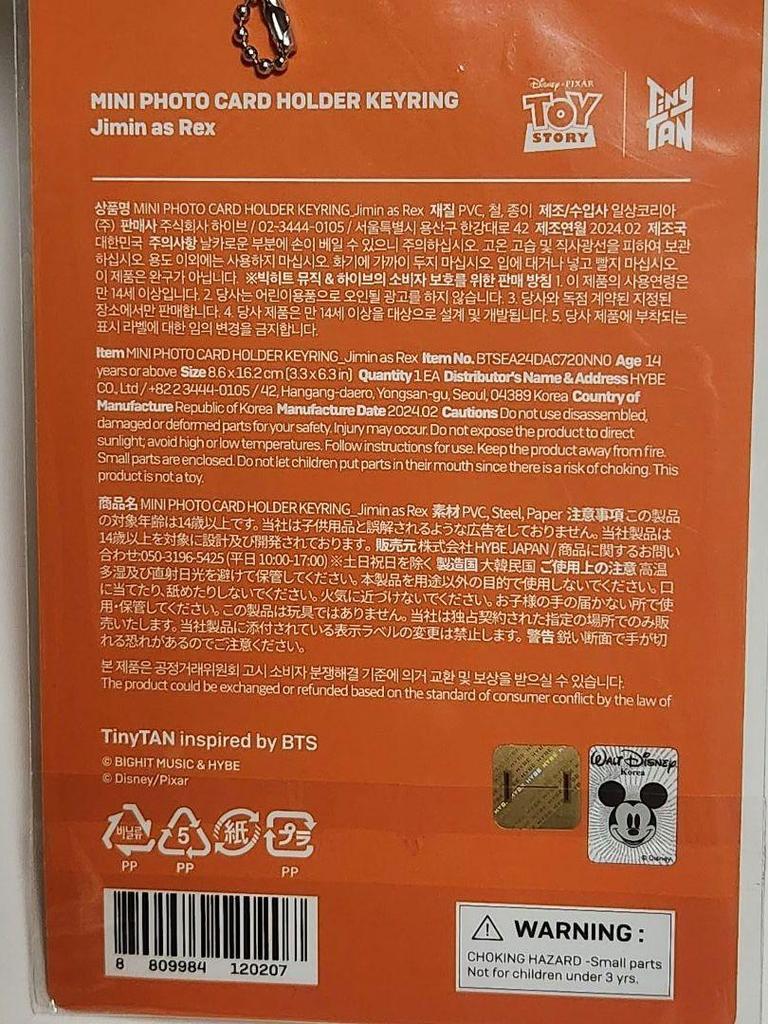 MINI PHOTO CARD HOLDER KEYRING
Jimin as Rex
Disney · PIXAR
TOY
STORY
TINY
TAN
상품명 MINI PHOTO CARD HOLDER KEYRING_Jimin as Rex 재질 PVC, 철, 종이 제조/수입사 일상코리아
(주) 판매사 주식회사 하이브 / 02-3444-0105 / 서울특별시 용산구 한강대로 42 제조연월 2024.02 제조국
대한민국 주의사항 날카로운 부분에 손이 베일 수 있으니 주의하십시오. 고온 고습 및 직사광선을 피하여 보관
하십시오. 용도 이외에는 사용하지 마십시오. 화기에 가까이 두지 마십시오. 입에 대거나 넣고 빨지 마십시오.
이 제품은 완구가 아닙니다. ※빅히트 뮤직 & 하이브의 소비자 보호를 위한 판매 방침 1. 이 제품의 사용연령은
만 14세 이상입니다. 2. 당사는 어린이용품으로 오인될 광고를 하지 않습니다. 3. 당사와 독점 계약된 지정된
장소에서만 판매합니다. 4. 당사 제품은 만 14세 이상을 대상으로 설계 및 개발됩니다. 5. 당사 제품에 부착되는
표시 라벨에 대한 임의 변경을 금지합니다.
Item MINI PHOTO CARD HOLDER KEYRING_Jimin as Rex Item No. BTSEA24DAC720NN0 Age 14
years or above Size 8.6 x 16.2 cm (3.3 x 6.3 in) Quantity 1 EA Distributor's Name & Address HYBE
CO., Ltd / +82 2 3444-0105 / 42, Hangang-daero, Yongsan-gu, Seoul, 04389 Korea Country of
Manufacture Republic of Korea Manufacture Date 2024.02 Cautions Do not use disassembled,
damaged or deformed parts for your safety. Injury may occur. Do not expose the product to direct
sunlight, avoid high or low temperatures. Follow instructions for use. Keep the product away from fire.
Small parts are enclosed. Do not let children put parts in their mouth since there is a risk of choking. This
product is not a toy.
商品名 MINI PHOTO CARD HOLDER KEYRING_Jimin as Rex 素材 PVC, Steel, Paper 注意事項 この製品
の対象年齢は14歳以上です。当社は子供用品と誤解されるような広告をしておりません。当社製品は
14歳以上を対象に設計及び開発されております。販売元 株式会社 HYBE JAPAN / 商品に関するお問い
合わせ:050-3196-5425 (平日 10:00-17:00) ※土日祝日を除く 製造国 大韓民国 ご使用上の注意 高温
多湿及び直射日光を避けて保管してください。本製品を用途以外の目的で使用しないでください。口
に当てたり、舐めたりしないでください。火気に近づけないでください。お子様の手の届かない所で使
用・保管してください。この製品は玩具ではありません。当社は独占契約された指定の場所でのみ販
売いたします。当社製品に添付されている表示ラベルの変更は禁止します。警告 鋭い断面で手が切
れる恐れがあるのでご注意ください。
본 제품은 공정거래위원회 고시 소비자 분쟁해결 기준에 의거 교환 및 보상을 받으실 수 있습니다.
The product could be exchanged or refunded based on the standard of consumer conflict by the law of
TinyTAN inspired by BTS
© BIGHIT MUSIC & HYBE
© Disney/Pixar
HYBE
WALT DISNEY
Korea
© Disney
비닐류 5 紙 プラ
PP PP PP
8 809984 120207
WARNING :
CHOKING HAZARD -Small parts
Not for children under 3 yrs.